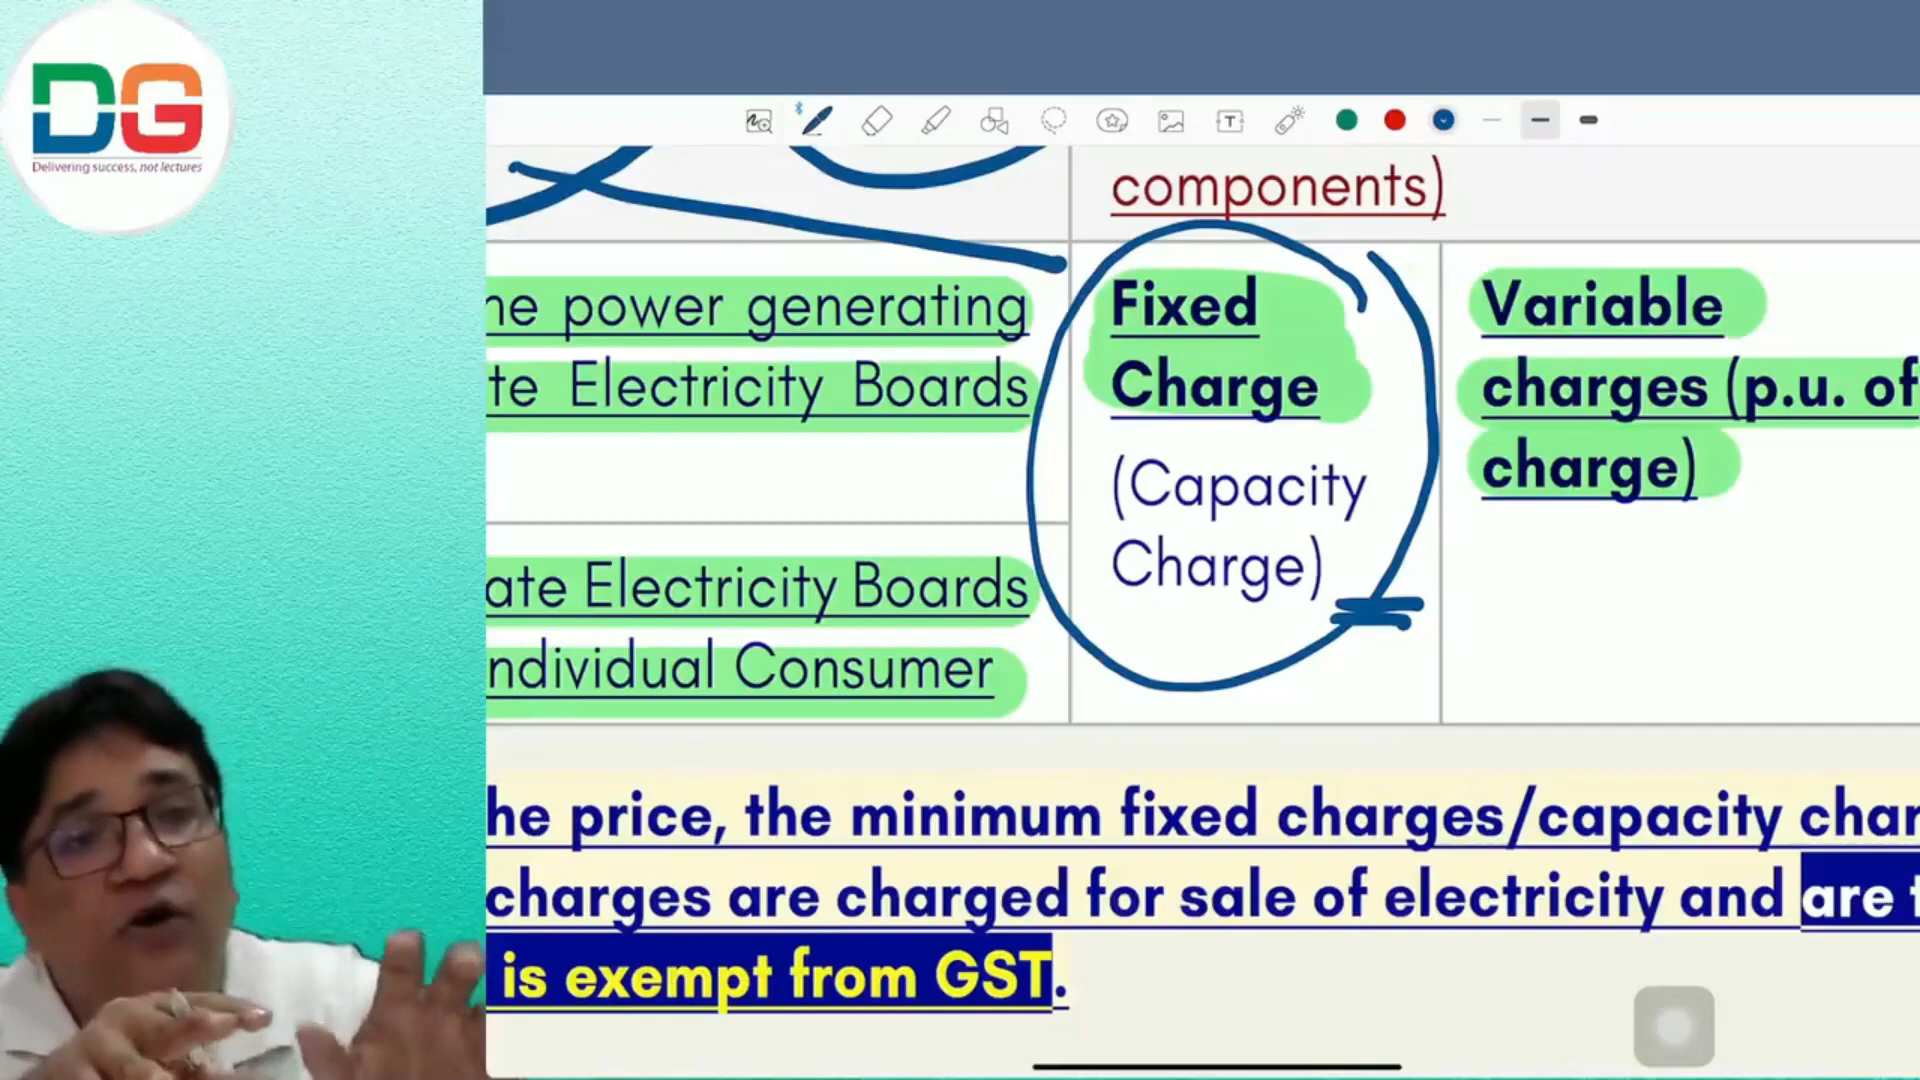 DG
Delivering success, not lectures
T
components)
he power generating
te Electricity Boards
ate Electricity Boards
ndividual Consumer
Fixed
Charge
(Capacity
Charge)
Variable
charges (p.u. of
charge)
he price, the minimum fixed charges/capacity char
charges are charged for sale of electricity and are t
is exempt from GST.